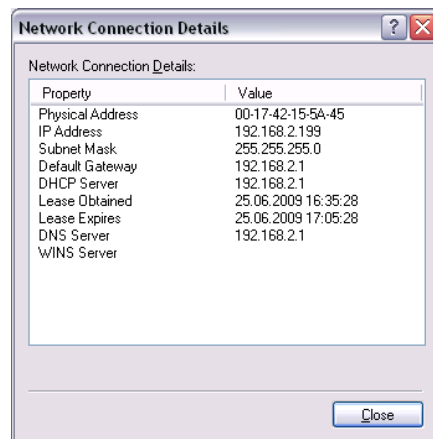 Network Connection Details
Network Connection Details:
Property Value
Physical Address 00-17-42-15-5A-45
IP Address 192.168.2.199
Subnet Mask 255.255.255.0
Default Gateway 192.168.2.1
DHCP Server 192.168.2.1
Lease Obtained 25.06.2009 16:35:28
Lease Expires 25.06.2009 17:05:28
DNS Server 192.168.2.1
WINS Server
Close